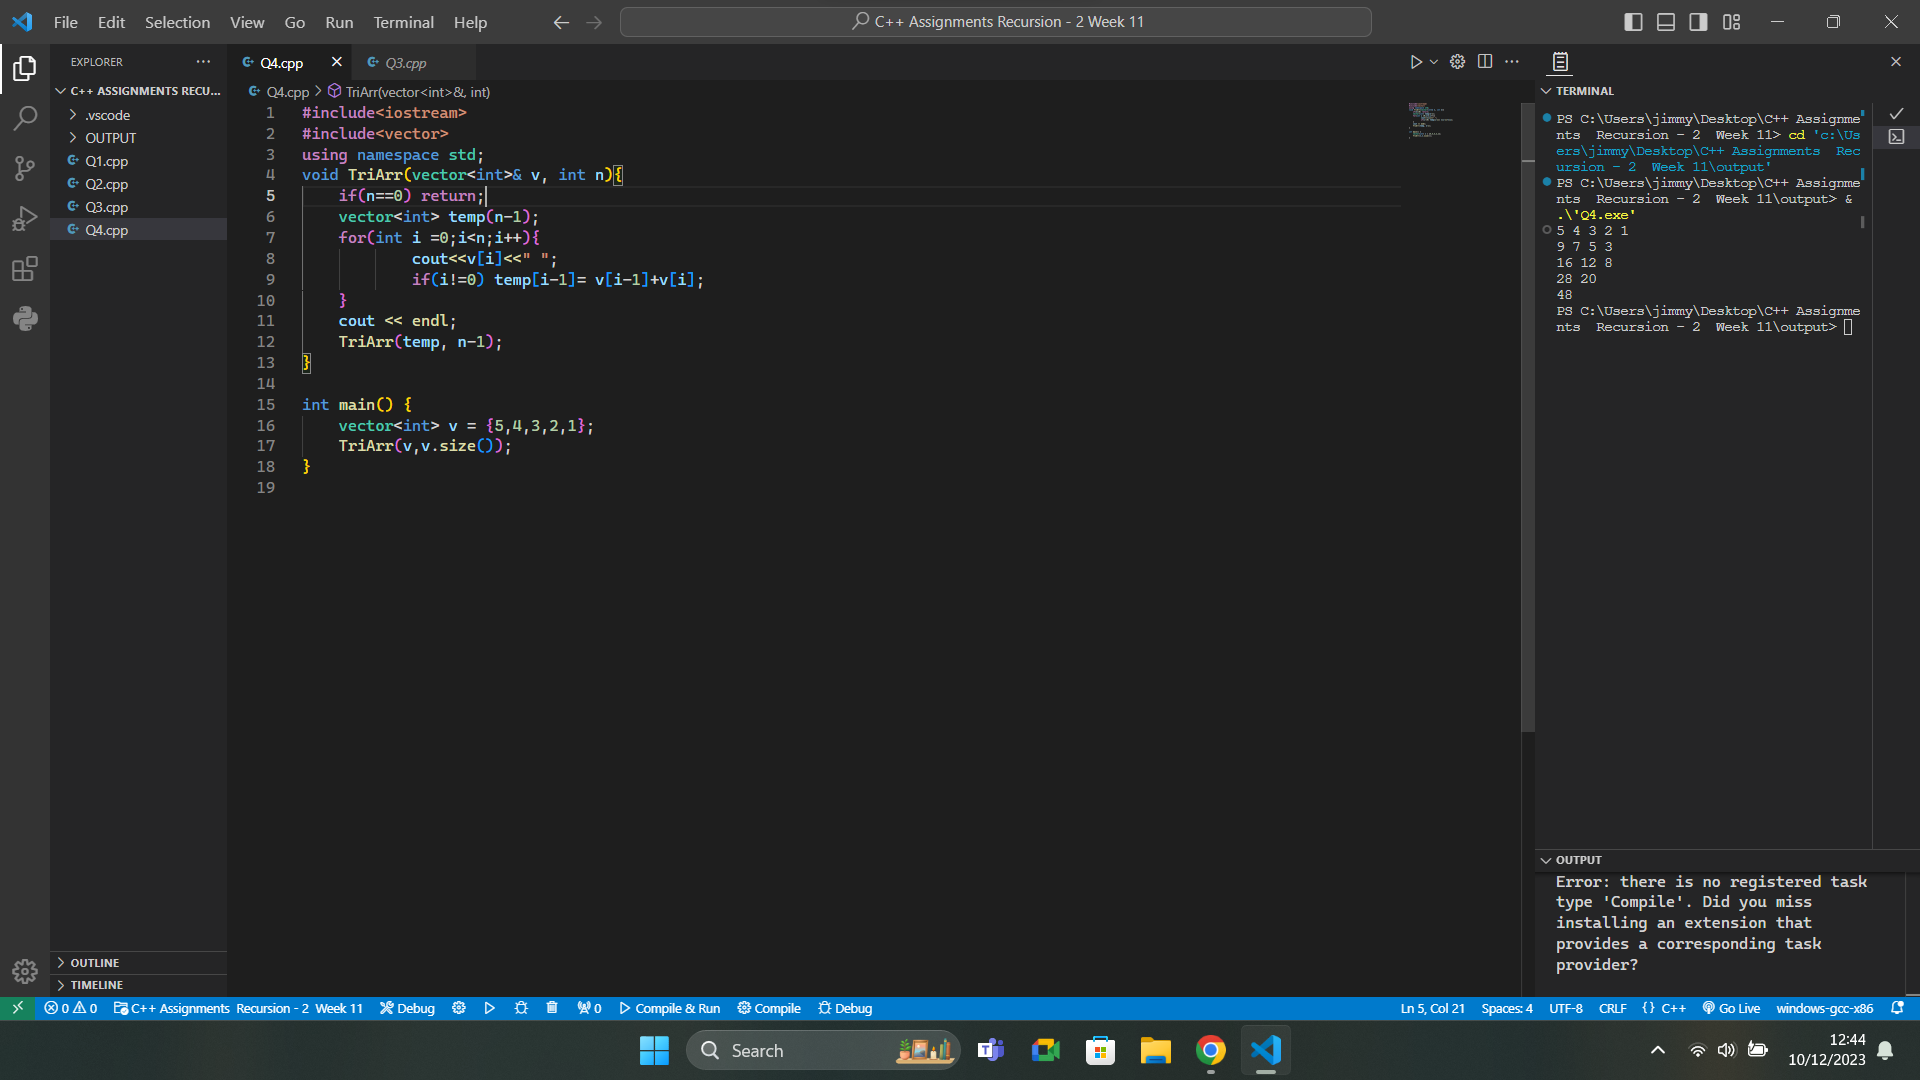 File Edit Selection View Go Run Terminal Help
C++ Assignments Recursion - 2 Week 11
EXPLORER
C++ ASSIGNMENTS RECU...
.vscode
OUTPUT
Q1.cpp
Q2.cpp
Q3.cpp
Q4.cpp
OUTLINE
TIMELINE
Q4.cpp Q3.cpp
Q4.cpp > TriArr(vector<int>&, int)
1 #include<iostream>
2 #include<vector>
3 using namespace std;
4 void TriArr(vector<int>& v, int n){
5 if(n==0) return;
6 vector<int> temp(n-1);
7 for(int i =0;i<n;i++){
8 cout<<v[i]<<" ";
9 if(i!=0) temp[i-1]= v[i-1]+v[i];
10 }
11 cout << endl;
12 TriArr(temp, n-1);
13 }
14
15 int main() {
16 vector<int> v = {5,4,3,2,1};
17 TriArr(v,v.size());
18 }
19
TERMINAL
PS C:\Users\jimmy\Desktop\C++ Assignme
nts Recursion - 2 Week 11> cd 'c:\Us
ers\jimmy\Desktop\C++ Assignments Rec
ursion - 2 Week 11\output'
PS C:\Users\jimmy\Desktop\C++ Assignme
nts Recursion - 2 Week 11\output> &
.\'Q4.exe'
5 4 3 2 1
9 7 5 3
16 12 8
28 20
48
PS C:\Users\jimmy\Desktop\C++ Assignme
nts Recursion - 2 Week 11\output>
OUTPUT
Error: there is no registered task
type 'Compile'. Did you miss
installing an extension that
provides a corresponding task
provider?
0 0 C++ Assignments Recursion - 2 Week 11 Debug 0 Compile & Run Compile Debug Ln 5, Col 21 Spaces: 4 UTF-8 CRLF {} C++ Go Live windows-gcc-x86
Search
12:44
10/12/2023